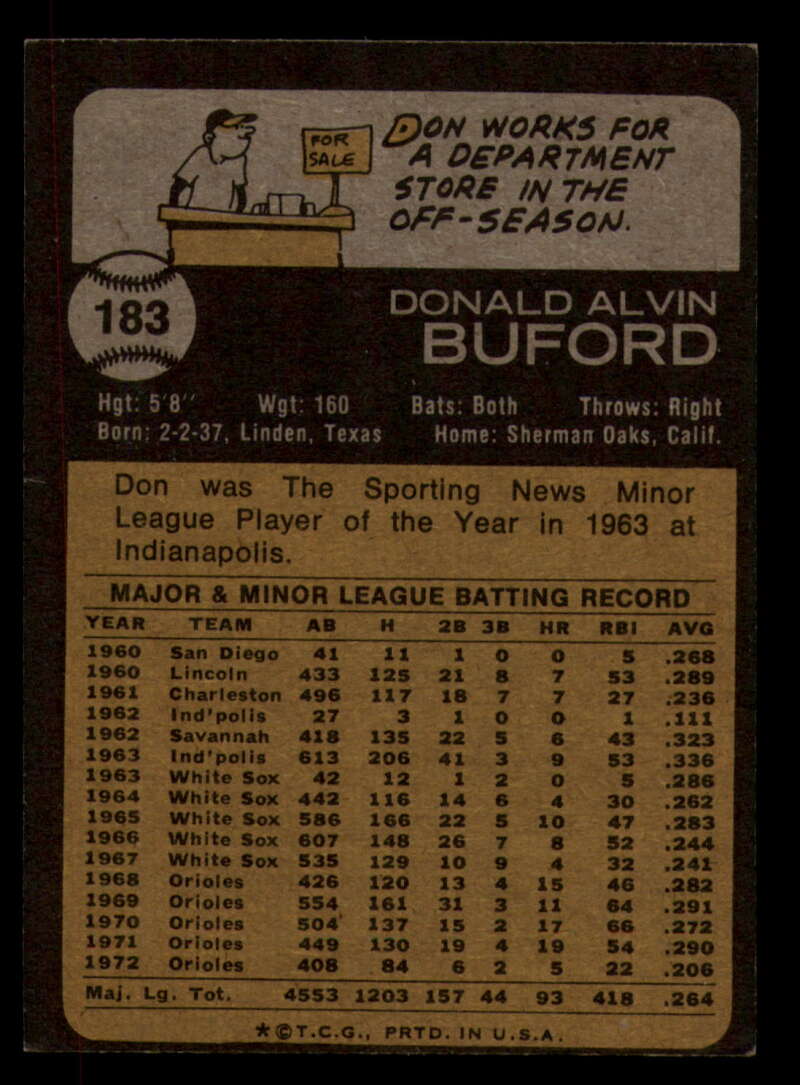 FOR
SALE
DON WORKS FOR
A DEPARTMENT
STORE IN THE
OFF-SEASON.
183
DONALD ALVIN
BUFORD
Hgt: 5'8" Wgt: 160 Bats: Both Throws: Right
Born: 2-2-37, Linden, Texas Home: Sherman Oaks, Calif.
Don was The Sporting News Minor
League Player of the Year in 1963 at
Indianapolis.
MAJOR & MINOR LEAGUE BATTING RECORD
YEAR TEAM AB H 2B 3B HR RBI AVG
1960 San Diego 41 11 1 0 0 5 .268
1960 Lincoln 433 125 21 8 7 53 .289
1961 Charleston 496 117 18 7 7 27 .236
1962 Ind'polis 27 3 1 0 0 1 .111
1962 Savannah 418 135 22 5 6 43 .323
1963 Ind'polis 613 206 41 3 9 53 .336
1963 White Sox 42 12 1 2 0 5 .286
1964 White Sox 442 116 14 6 4 30 .262
1965 White Sox 586 166 22 5 10 47 .283
1966 White Sox 607 148 26 7 8 52 .244
1967 White Sox 535 129 10 9 4 32 .241
1968 Orioles 426 120 13 4 15 46 .282
1969 Orioles 554 161 31 3 11 64 .291
1970 Orioles 504 137 15 2 17 66 .272
1971 Orioles 449 130 19 4 19 54 .290
1972 Orioles 408 84 6 2 5 22 .206
Maj. Lg. Tot. 4553 1203 157 44 93 418 .264
*©T.C.G., PRTD. IN U.S.A.